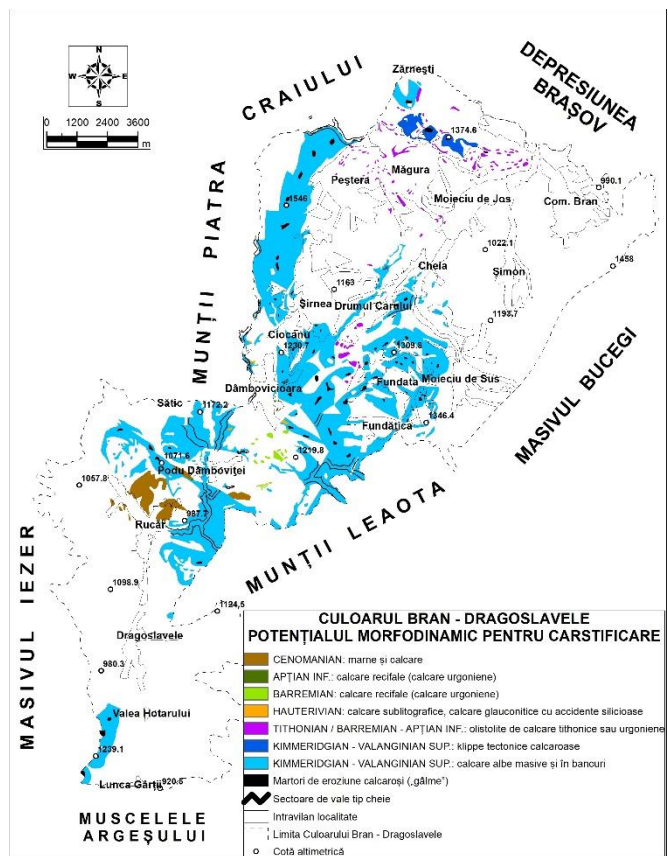 N
W E
S
0 1200 2400 3600
m
MUNȚII PIATRA CRAIULUI
DEPRESIUNEA
BRAȘOV
Zărnești
1374.6
Măgura
Peștera
990.1
Moieciu de Jos
Com. Bran
1546
1022.1
Cheia
Șimon
1458
1163
Șirnea
Drumul Carului
1193.7
Ciocanu
1230.7
1309.8
Dâmbovicioara
Fundata
Moieciu de Sus
MASIVUL BUCEGI
Sătic
1172.2
1346.4
Fundățica
1071.6
1219.8
Podu Dâmboviței
1057.8
987.7
Rucăr
MUNȚII LEAOTA
MASIVUL IEZER
1098.9
1124.5
Dragoslavele
980.3
Valea Hotarului
1239.1
Lunca Gârtii
920.5
MUSCELELE
ARGEȘULUI
CULOARUL BRAN - DRAGOSLAVELE
POTENȚIALUL MORFODINAMIC PENTRU CARSTIFICARE
CENOMANIAN: marne și calcare
APȚIAN INF.: calcare recifale (calcare urgoniene)
BARREMIAN: calcare recifale (calcare urgoniene)
HAUTERIVIAN: calcare sublitografice, calcare glauconitice cu accidente silicioase
TITHONIAN / BARREMIAN - APȚIAN INF.: olistolite de calcare tithonice sau urgoniene
KIMMERIDGIAN - VALANGINIAN SUP.: klippe tectonice calcaroase
KIMMERIDGIAN - VALANGINIAN SUP.: calcare albe masive și în bancuri
Martori de eroziune calcaroși („gâlme")
Sectoare de vale tip cheie
Intravilan localitate
Limita Culoarului Bran - Dragoslavele
Cotă altimetrică